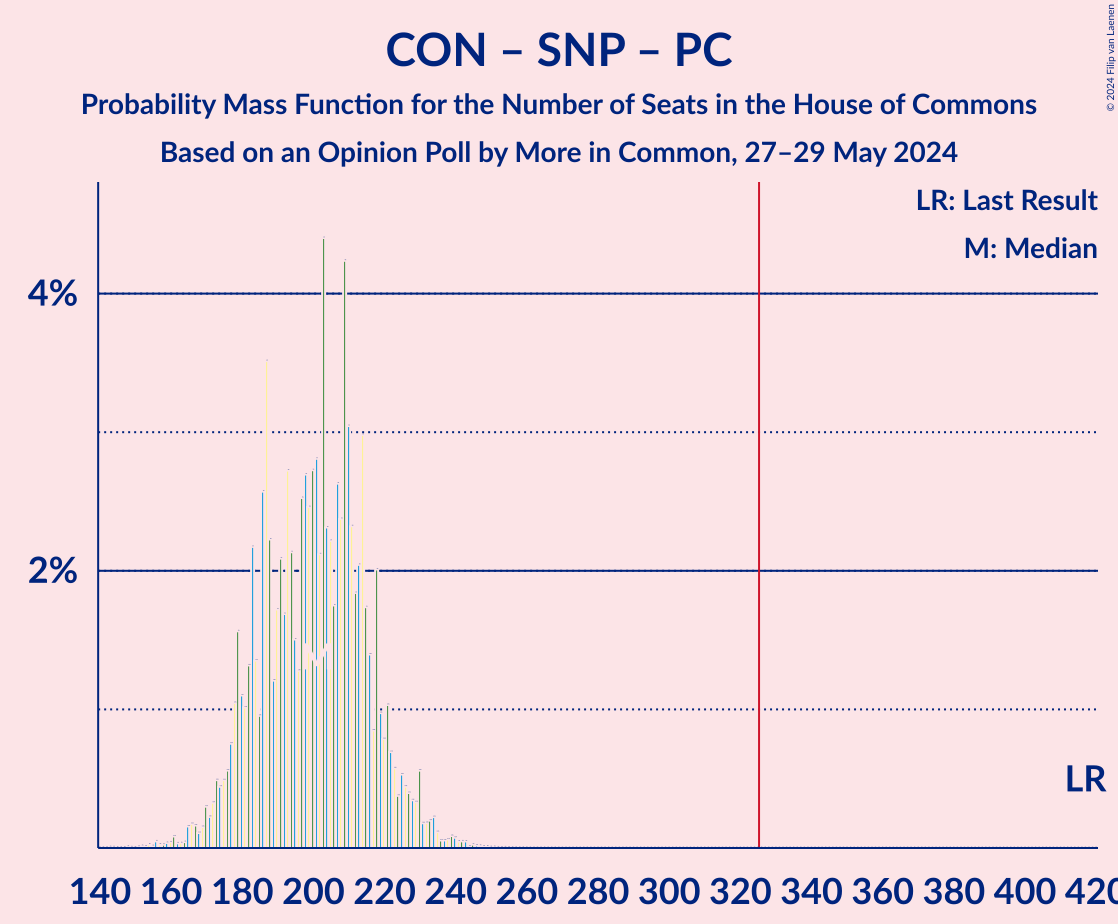 CON – SNP – PC
Probability Mass Function for the Number of Seats in the House of Commons
Based on an Opinion Poll by More in Common, 27–29 May 2024
© 2024 Filip van Laenen
LR: Last Result
M: Median
4%
2%
M
LR
140 160 180 200 220 240 260 280 300 320 340 360 380 400 420